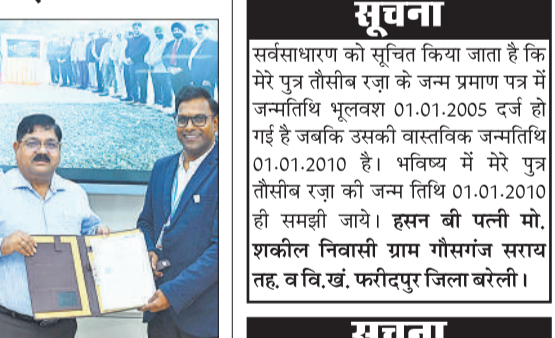 सूचना
सर्वसाधारण को सूचित किया जाता है कि
मेरे पुत्र तौसीब रज़ा के जन्म प्रमाण पत्र में
जन्मतिथि भूलवश 01.01.2005 दर्ज हो
गई है जबकि उसकी वास्तविक जन्मतिथि
01.01.2010 है। भविष्य में मेरे पुत्र
तौसीब रज़ा की जन्म तिथि 01.01.2010
ही समझी जाये। हसन बी पत्नी मो.
शकील निवासी ग्राम गौसगंज सराय
तह. व वि.खं. फरीदपुर जिला बरेली।
सूचना